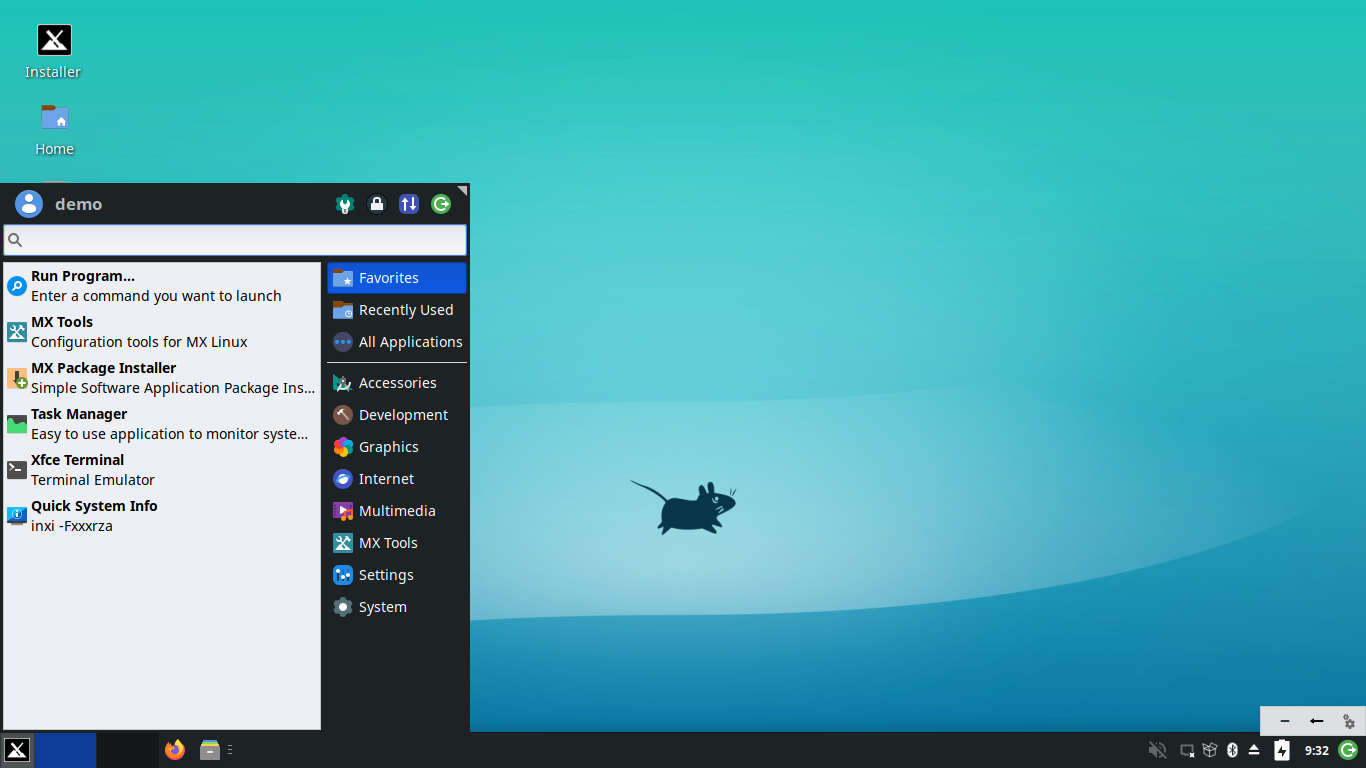 Installer
Home
demo
Run Program...
Enter a command you want to launch
MX Tools
Configuration tools for MX Linux
MX Package Installer
Simple Software Application Package Ins...
Task Manager
Easy to use application to monitor syste...
Xfce Terminal
Terminal Emulator
Quick System Info
inxi -Fxxxrza
Favorites
Recently Used
All Applications
Accessories
Development
Graphics
Internet
Multimedia
MX Tools
Settings
System
9:32